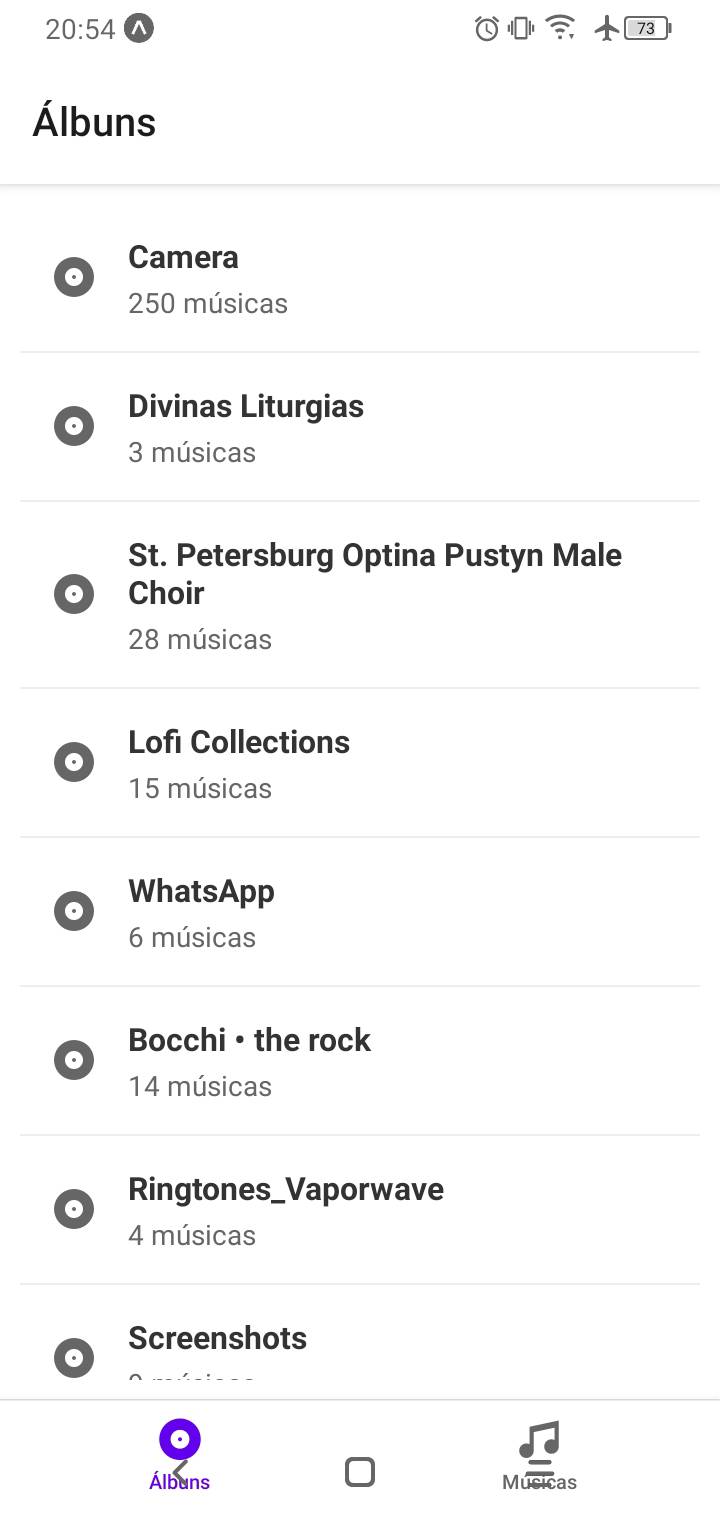 20:54
73
Álbuns
Camera
250 músicas
Divinas Liturgias
3 músicas
St. Petersburg Optina Pustyn Male
Choir
28 músicas
Lofi Collections
15 músicas
WhatsApp
6 músicas
Bocchi • the rock
14 músicas
Ringtones_Vaporwave
4 músicas
Screenshots
músicas
Álbuns
Músicas